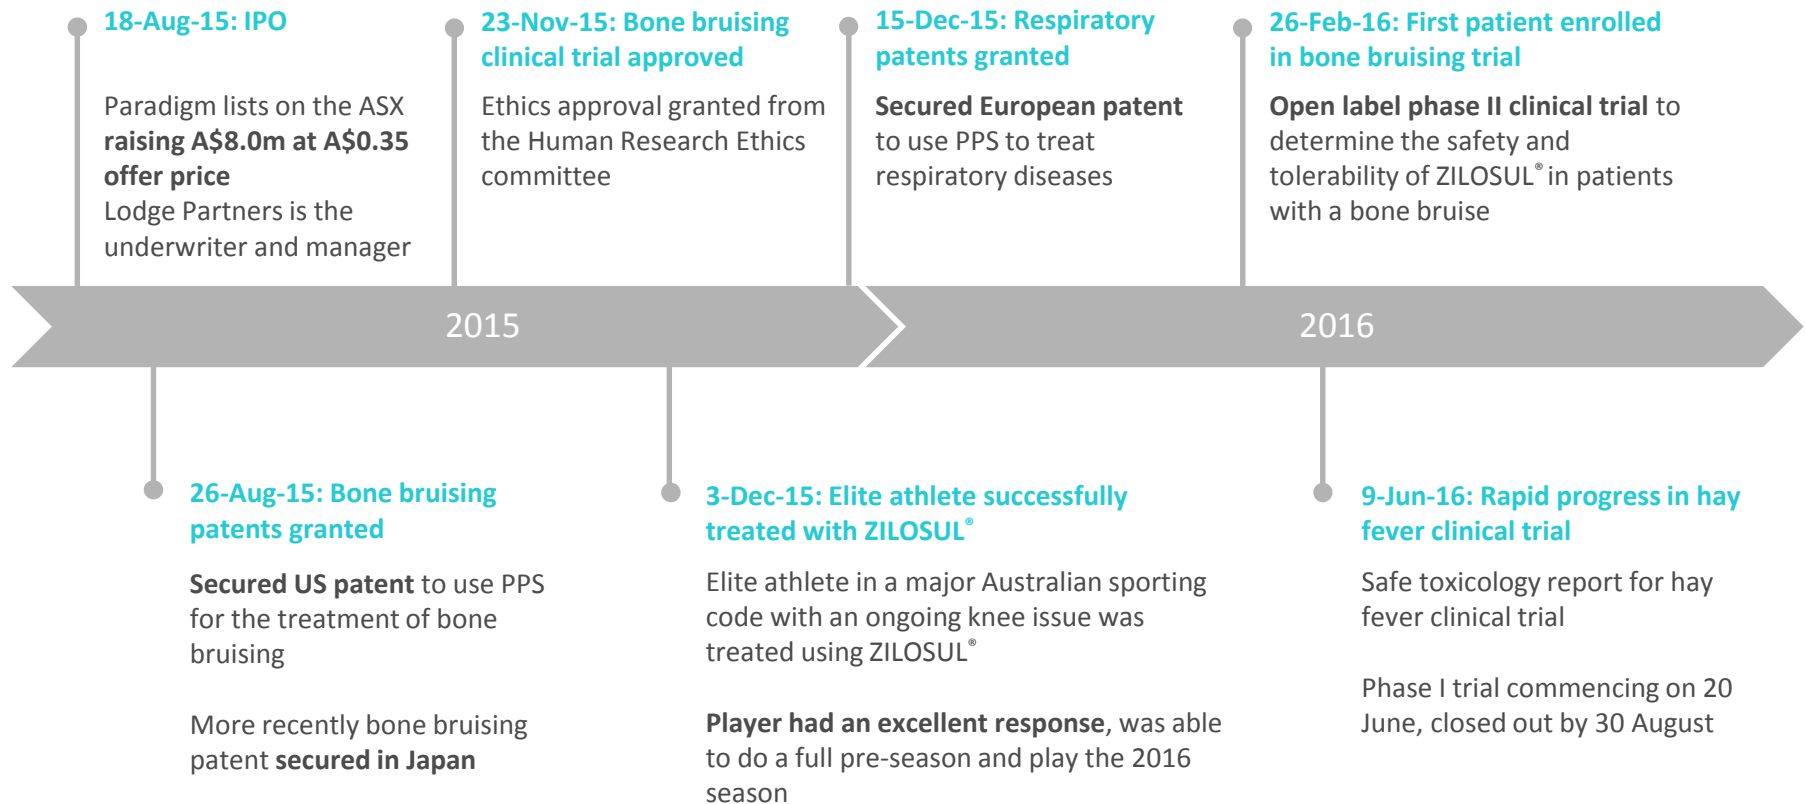 18-Aug-15: IPO
Paradigm lists on the ASX
raising A$8.0m at A$0.35
offer price
Lodge Partners is the
underwriter and manager
23-Nov-15: Bone bruising
clinical trial approved
Ethics approval granted from
the Human Research Ethics
committee
15-Dec-15: Respiratory
patents granted
Secured European patent
to use PPS to treat
respiratory diseases
26-Feb-16: First patient enrolled
in bone bruising trial
Open label phase II clinical trial to
determine the safety and
tolerability of ZILOSUL® in patients
with a bone bruise
2015
2016
26-Aug-15: Bone bruising
patents granted
Secured US patent to use PPS
for the treatment of bone
bruising
More recently bone bruising
patent secured in Japan
3-Dec-15: Elite athlete successfully
treated with ZILOSUL®
Elite athlete in a major Australian sporting
code with an ongoing knee issue was
treated using ZILOSUL®
Player had an excellent response, was able
to do a full pre-season and play the 2016
season
9-Jun-16: Rapid progress in hay
fever clinical trial
Safe toxicology report for hay
fever clinical trial
Phase I trial commencing on 20
June, closed out by 30 August